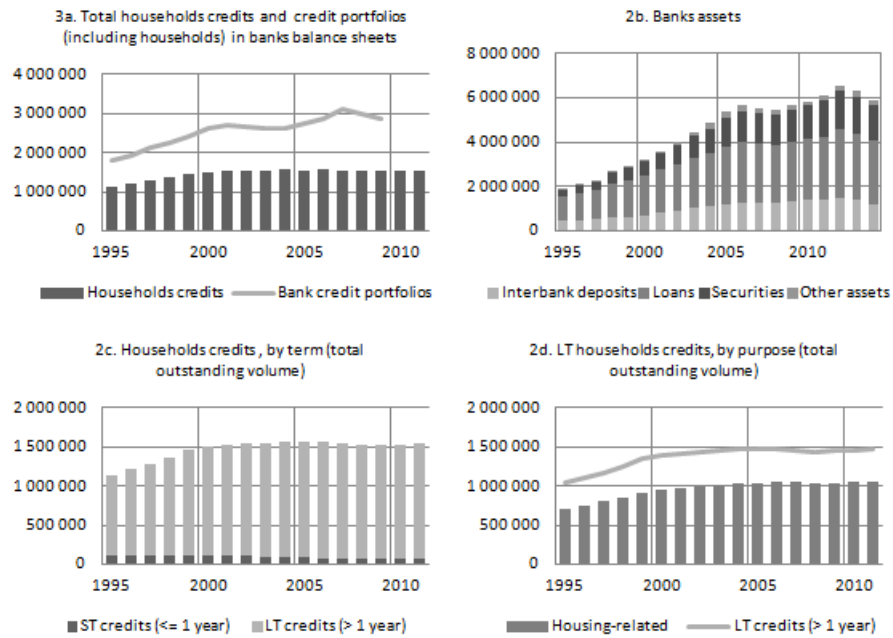 3a. Total households credits and credit portfolios
(including households) in banks balance sheets
4 000 000
3 000 000
2 000 000
1 000 000
0
1995 2000 2005 2010
Households credits Bank credit portfolios
2b. Banks assets
8 000 000
6 000 000
4 000 000
2 000 000
0
1995 2000 2005 2010
Interbank deposits Loans Securities Other assets
2c. Households credits , by term (total
outstanding volume)
2 000 000
1 500 000
1 000 000
500 000
0
1995 2000 2005 2010
ST credits (<= 1 year) LT credits (> 1 year)
2d. LT households credits, by purpose (total
outstanding volume)
2 000 000
1 500 000
1 000 000
500 000
0
1995 2000 2005 2010
Housing-related LT credits (> 1 year)